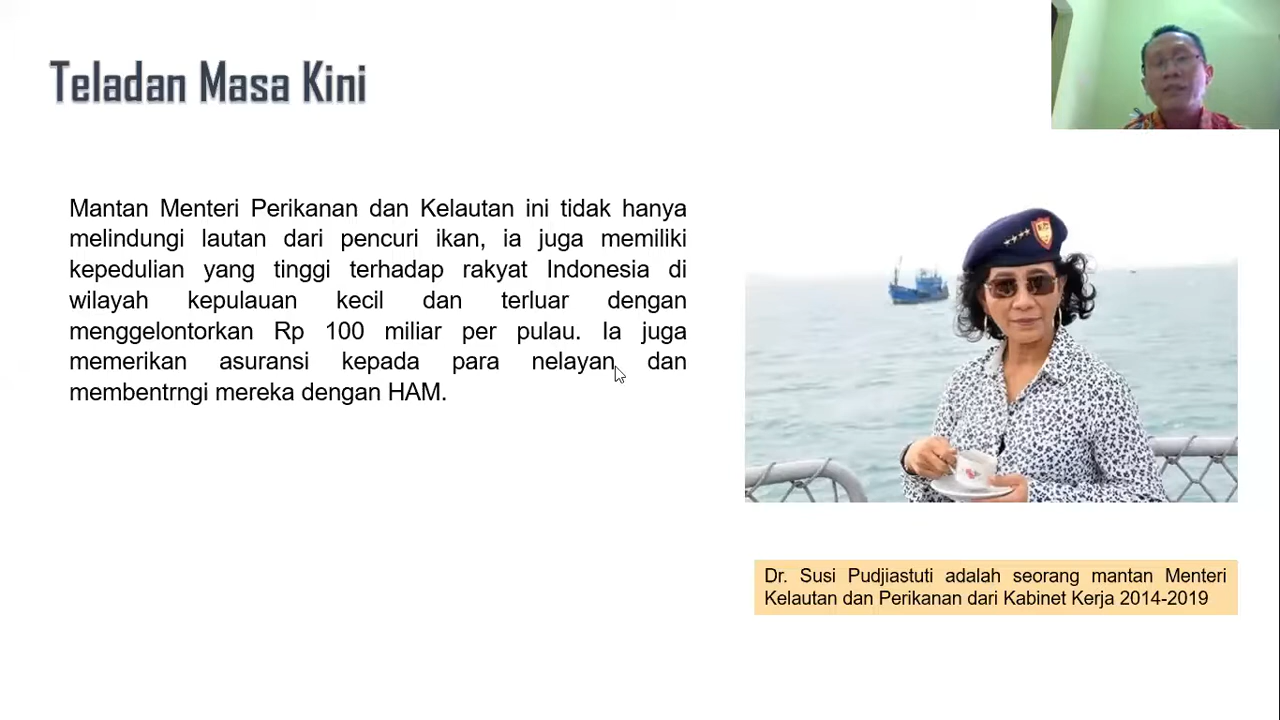 Teladan Masa Kini
Mantan Menteri Perikanan dan Kelautan ini tidak hanya
melindungi lautan dari pencuri ikan, ia juga memiliki
kepedulian yang tinggi terhadap rakyat Indonesia di
wilayah kepulauan kecil dan terluar dengan
menggelontorkan Rp 100 miliar per pulau. Ia juga
memerikan asuransi kepada para nelayan dan
membentrngi mereka dengan HAM.
Dr. Susi Pudjiastuti adalah seorang mantan Menteri
Kelautan dan Perikanan dari Kabinet Kerja 2014-2019